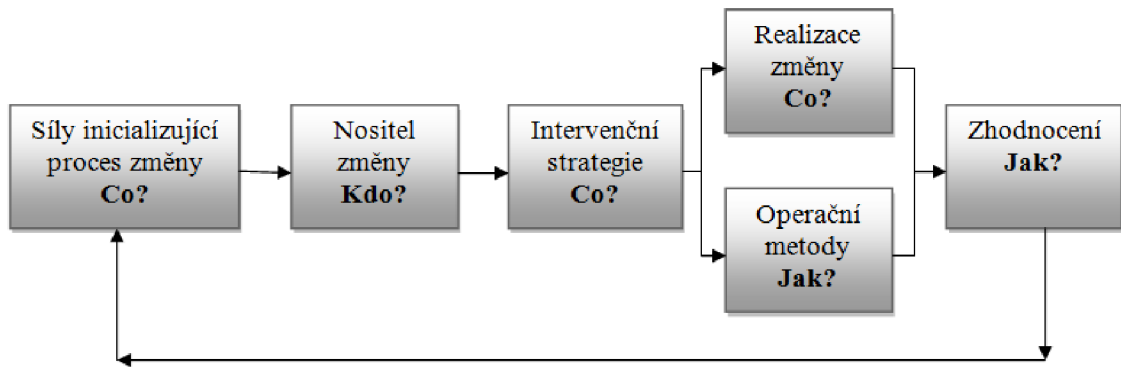 Síly inicializující
proces změny
Co?
Nositel
změny
Kdo?
Intervenční
strategie
Co?
Realizace
změny
Co?
Operační
metody
Jak?
Zhodnocení
Jak?